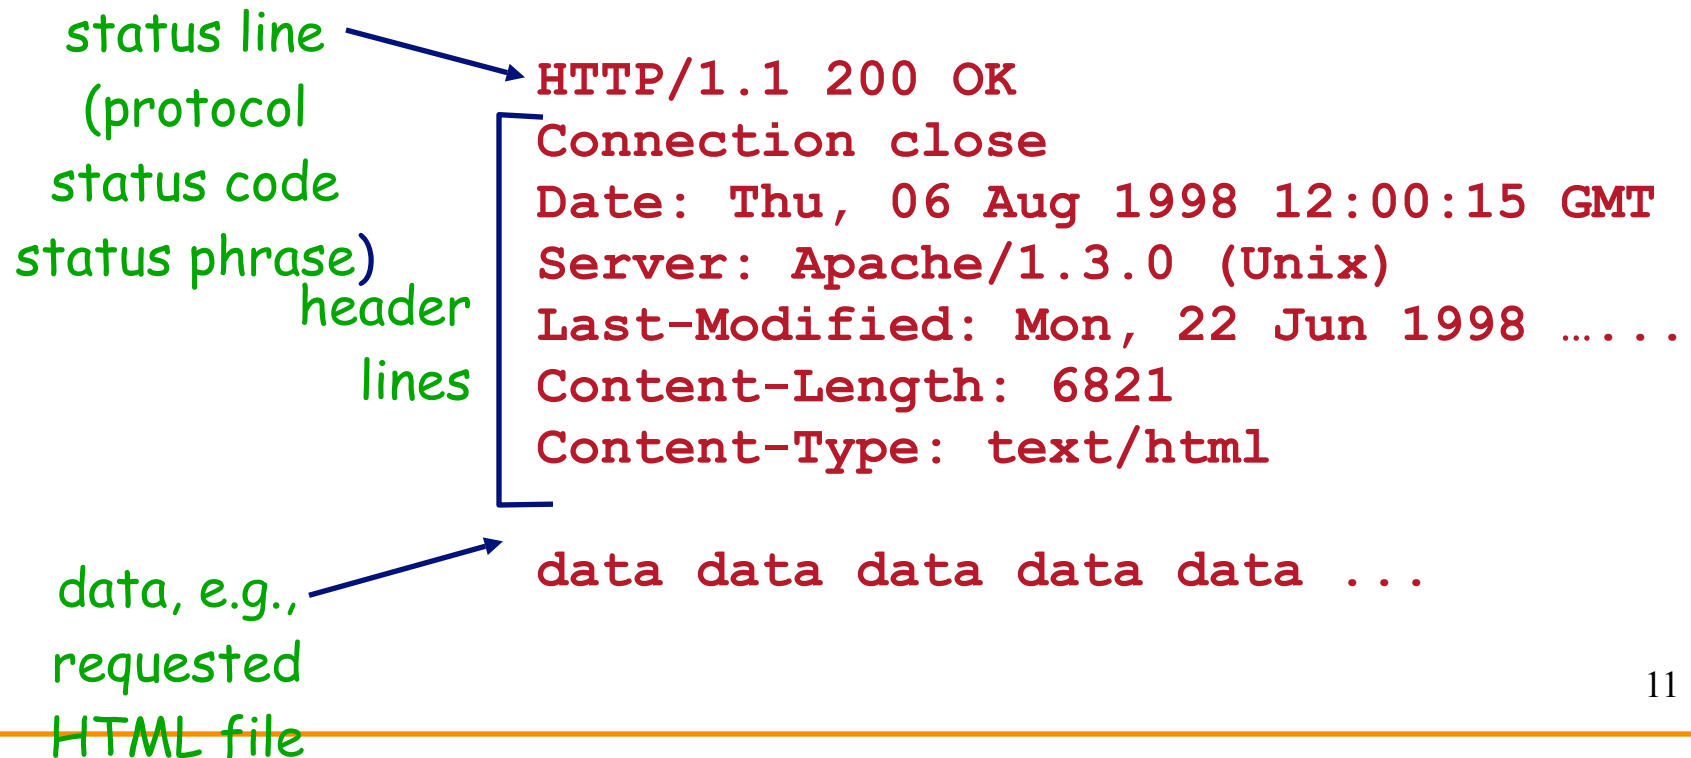 status line
(protocol
status code
status phrase)
header
lines
HTTP/1.1 200 OK
Connection close
Date: Thu, 06 Aug 1998 12:00:15 GMT
Server: Apache/1.3.0 (Unix)
Last-Modified: Mon, 22 Jun 1998 …...
Content-Length: 6821
Content-Type: text/html
data data data data data ...
data, e.g.,
requested
HTML file
11